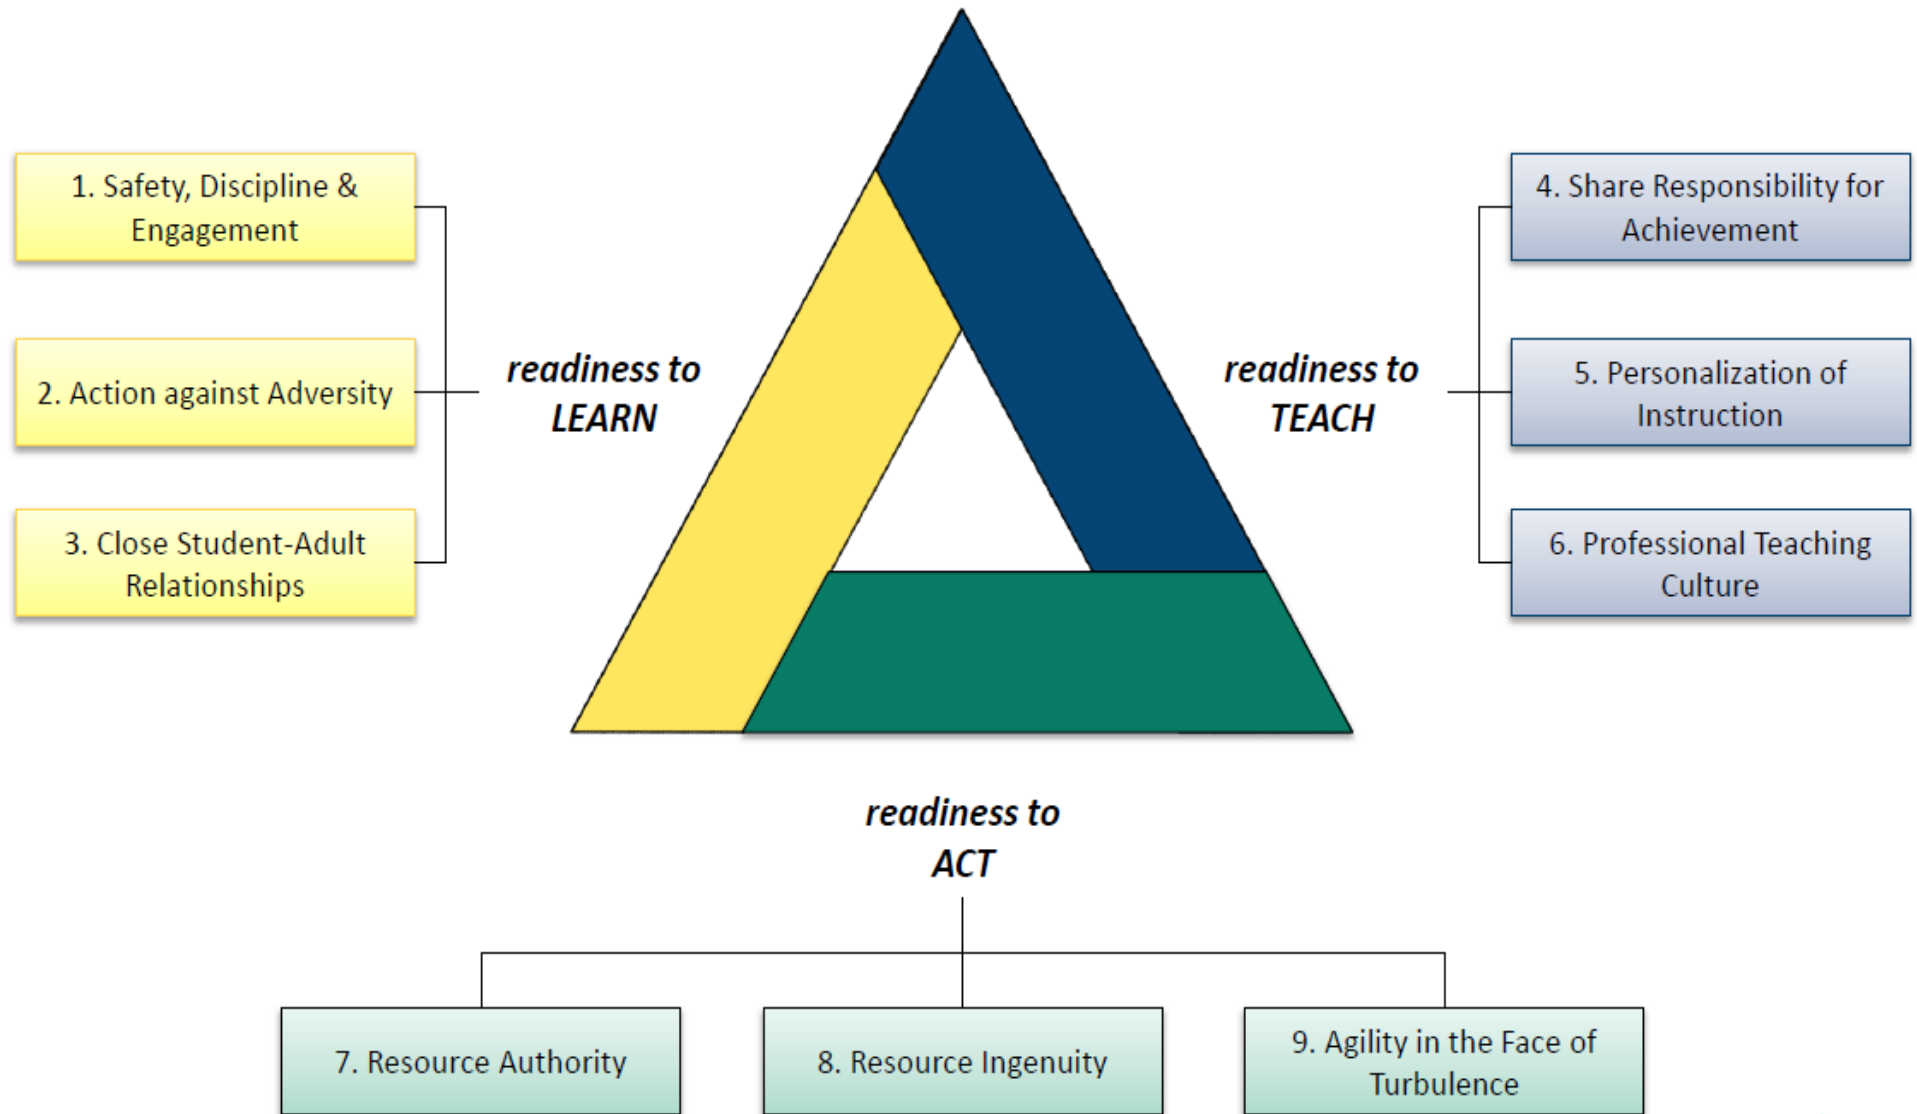 1. Safety, Discipline &
Engagement
2. Action against Adversity
3. Close Student-Adult
Relationships
readiness to
LEARN
readiness to
TEACH
4. Share Responsibility for
Achievement
5. Personalization of
Instruction
6. Professional Teaching
Culture
readiness to
ACT
7. Resource Authority
8. Resource Ingenuity
9. Agility in the Face of
Turbulence